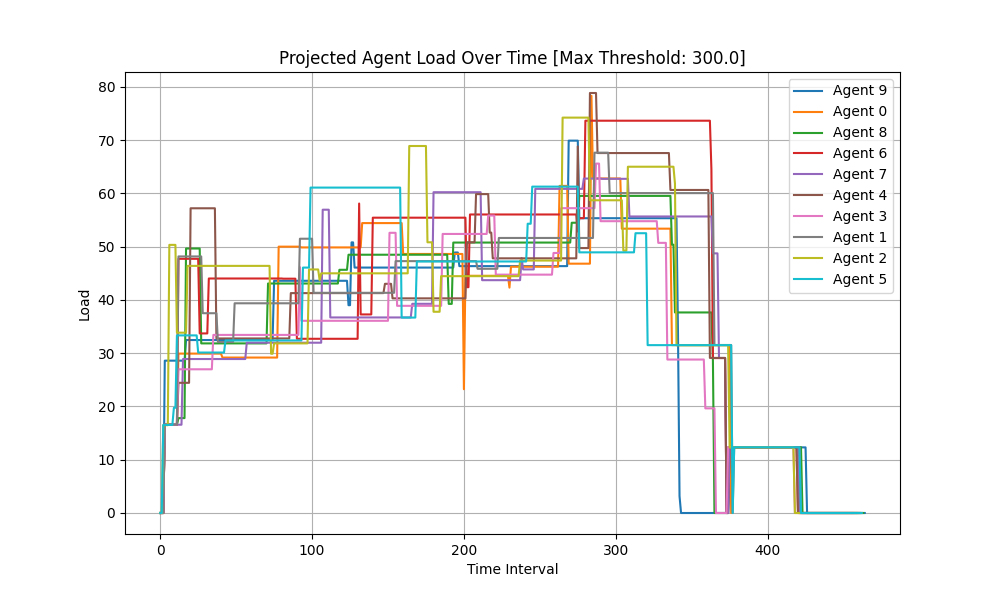 Projected Agent Load Over Time [Max Threshold: 300.0]
Load
80
70
60
50
40
30
20
10
0
0 100 200 300 400
Time Interval
Agent 9
Agent 0
Agent 8
Agent 6
Agent 7
Agent 4
Agent 3
Agent 1
Agent 2
Agent 5